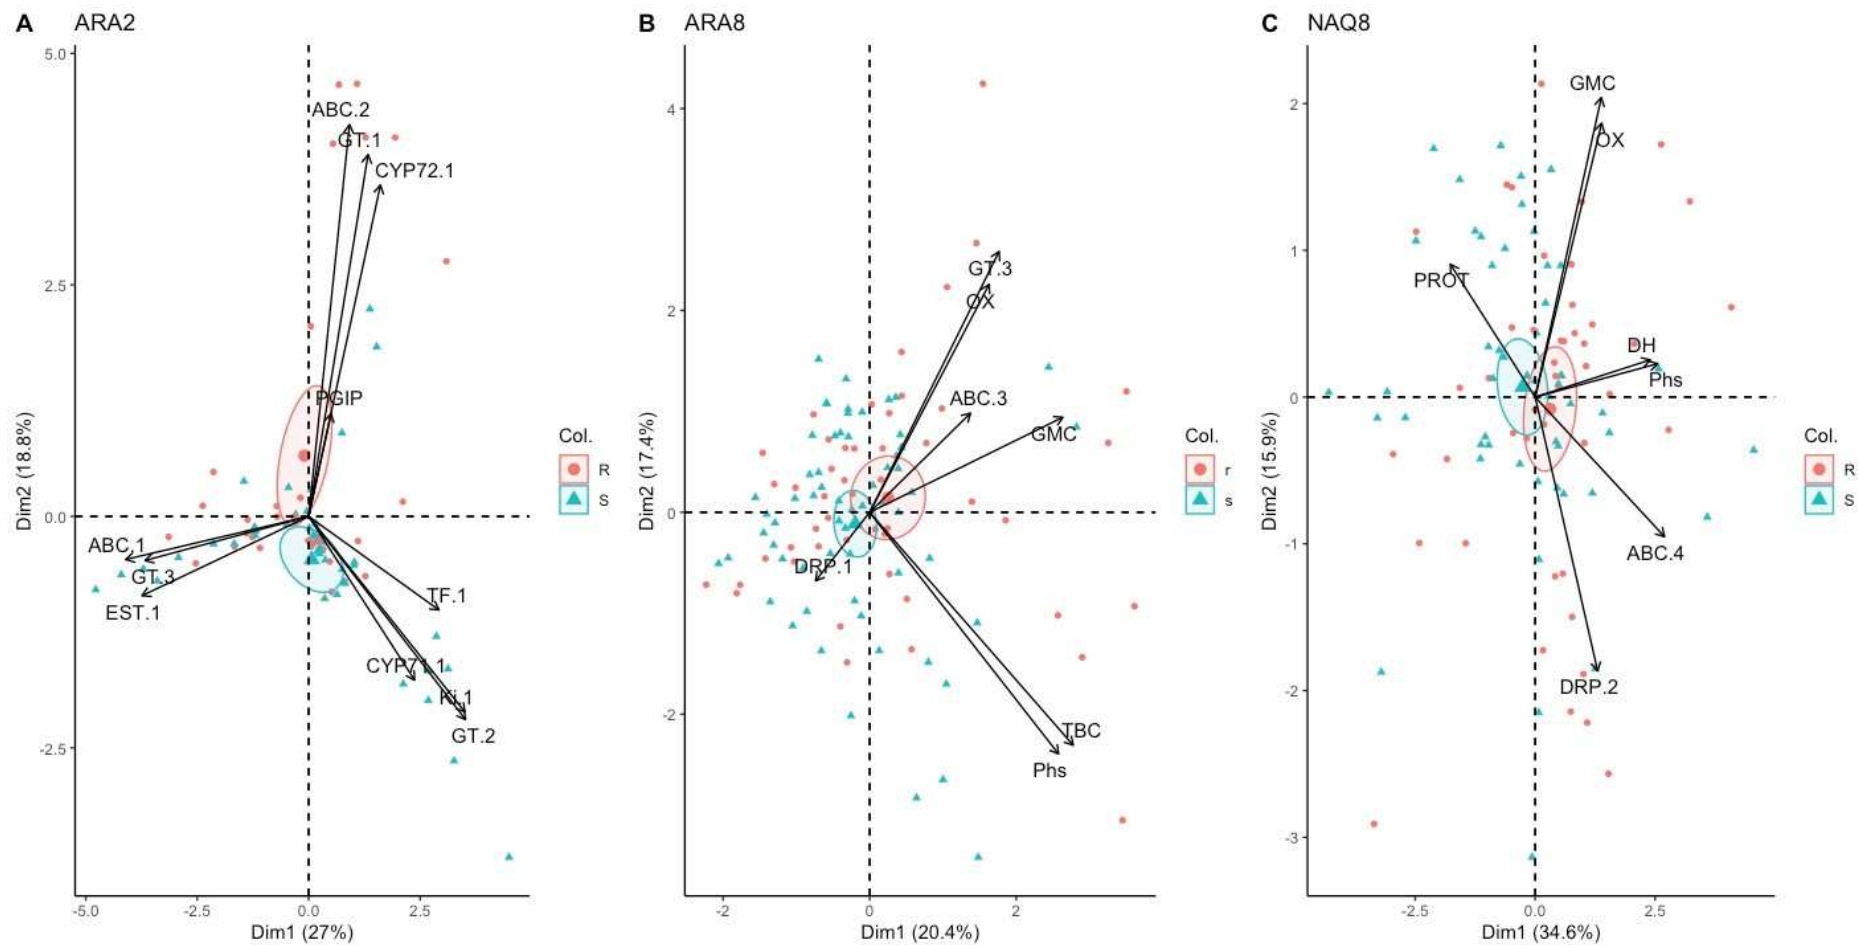 A ARA2
5.0
2.5
0.0
-2.5
-5.0 -2.5 0.0 2.5
Dim1 (27%)
Dim2 (18.8%)
ABC.2
GT.1
CYP72.1
PGIP
ABC.1
GT.3
EST.1
TF.1
CYP71.1
Ki.1
GT.2
Col.
R
S
B ARA8
4
2
0
-2
-2 0 2
Dim1 (20.4%)
Dim2 (17.4%)
GT.3
OX
ABC.3
GMC
DRP.1
TBC
Phs
Col.
r
s
C NAQ8
2
1
0
-1
-2
-3
-2.5 0.0 2.5
Dim1 (34.6%)
Dim2 (15.9%)
GMC
OX
PROT
DH
Phs
ABC.4
DRP.2
Col.
R
S